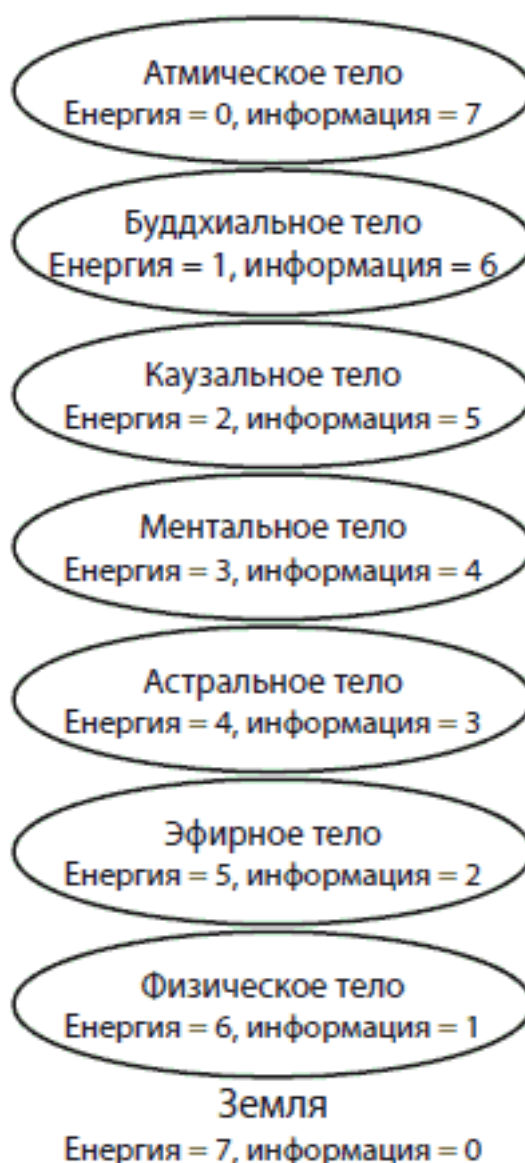 Атмическое тело
Енергия = 0, информация = 7
Буддхиальное тело
Енергия = 1, информация = 6
Каузальное тело
Енергия = 2, информация = 5
Ментальное тело
Енергия = 3, информация = 4
Астральное тело
Енергия = 4, информация = 3
Эфирное тело
Енергия = 5, информация = 2
Физическое тело
Енергия = 6, информация = 1
Земля
Енергия = 7, информация = 0